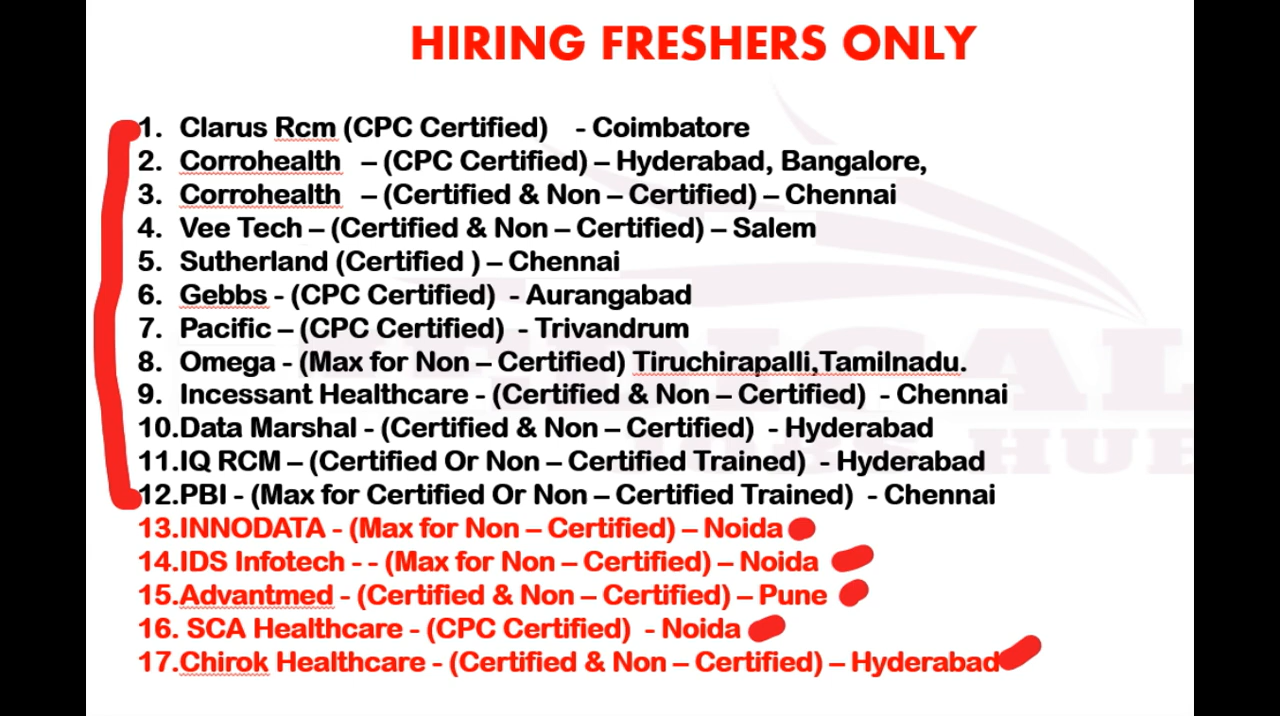 HIRING FRESHERS ONLY
1. Clarus Rcm (CPC Certified) - Coimbatore
2. Corrohealth – (CPC Certified) – Hyderabad, Bangalore,
3. Corrohealth – (Certified & Non – Certified) – Chennai
4. Vee Tech – (Certified & Non – Certified) – Salem
5. Sutherland (Certified ) – Chennai
6. Gebbs - (CPC Certified) - Aurangabad
7. Pacific – (CPC Certified) - Trivandrum
8. Omega - (Max for Non – Certified) Tiruchirapalli,Tamilnadu.
9. Incessant Healthcare - (Certified & Non – Certified) - Chennai
10.Data Marshal - (Certified & Non – Certified) - Hyderabad
11.IQ RCM – (Certified Or Non – Certified Trained) - Hyderabad
12.PBI - (Max for Certified Or Non – Certified Trained) - Chennai
13.INNODATA - (Max for Non – Certified) – Noida
14.IDS Infotech - - (Max for Non – Certified) – Noida
15.Advantmed - (Certified & Non – Certified) – Pune
16. SCA Healthcare - (CPC Certified) - Noida
17.Chirok Healthcare - (Certified & Non – Certified) – Hyderabad